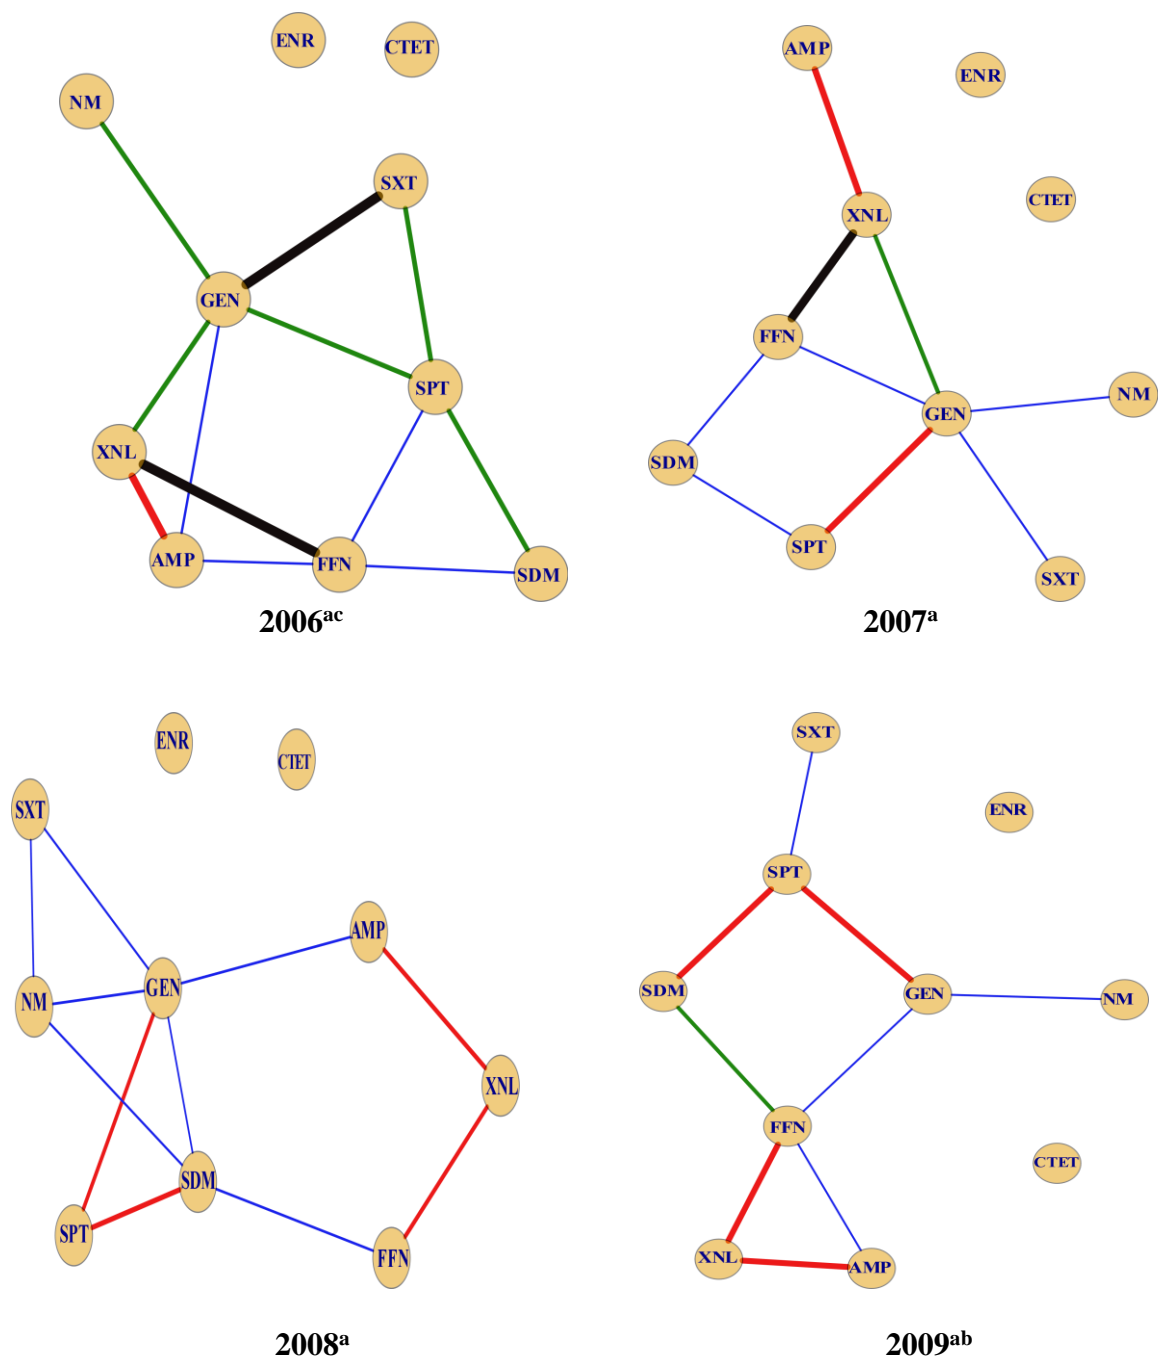 ENR
CTET
NM
SXT
GEN
SPT
XNL
AMP
FFN
SDM
2006ᵃᶜ
AMP
ENR
CTET
XNL
FFN
NM
GEN
SDM
SPT
SXT
2007ᵃ
ENR
CTET
SXT
AMP
GEN
NM
XNL
SDM
SPT
FFN
2008ᵃ
SXT
ENR
SPT
SDM
GEN
NM
FFN
CTET
XNL
AMP
2009ᵃᵇ